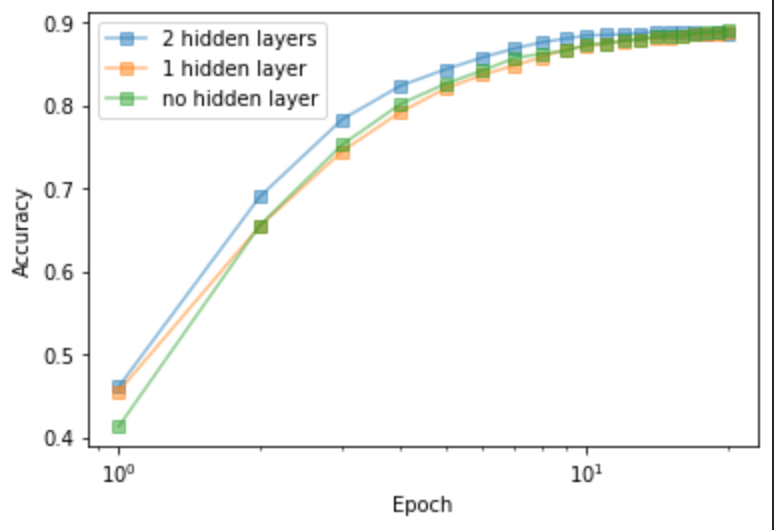 0.9
0.8
0.7
0.6
0.5
0.4
Accuracy
2 hidden layers
1 hidden layer
no hidden layer
10⁰
10¹
Epoch